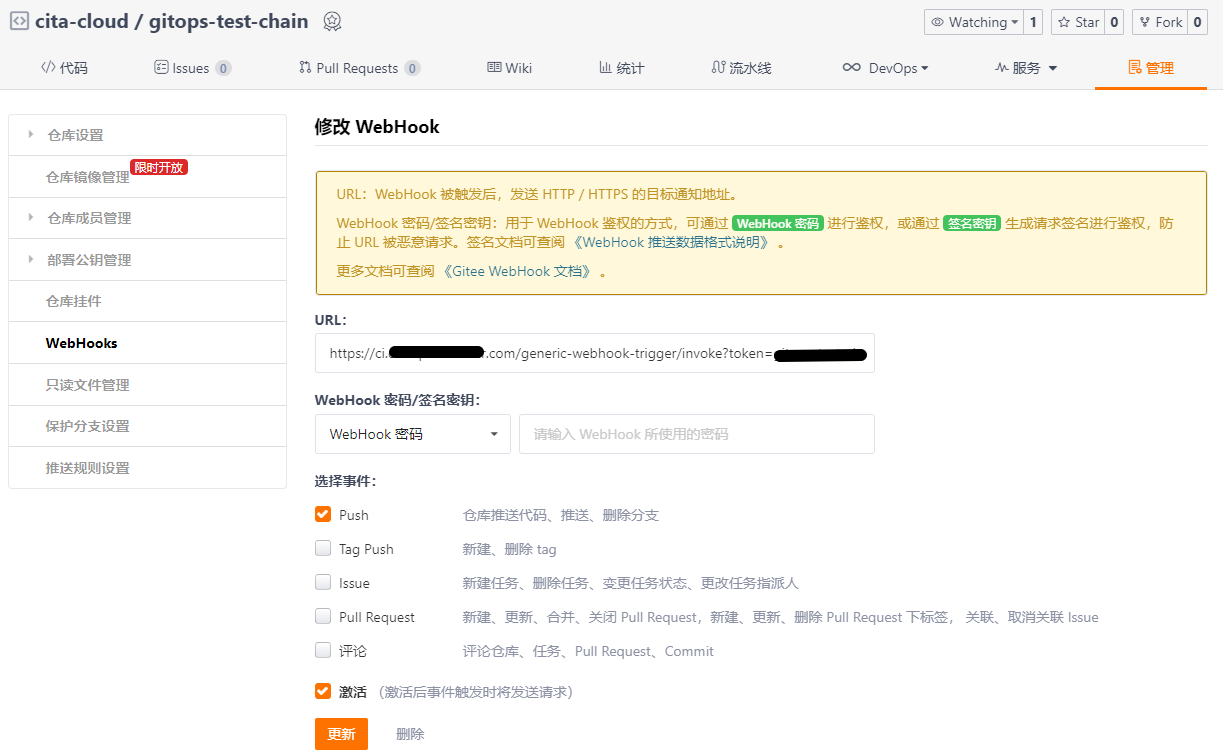 cita-cloud / gitops-test-chain
Watching 1 Star 0 Fork 0
代码 Issues 0 Pull Requests 0 Wiki 统计 流水线 DevOps 服务 管理
仓库设置
仓库镜像管理 限时开放
仓库成员管理
部署公钥管理
仓库挂件
WebHooks
只读文件管理
保护分支设置
推送规则设置
修改 WebHook
URL：WebHook 被触发后，发送 HTTP / HTTPS 的目标通知地址。
WebHook 密码/签名密钥：用于 WebHook 鉴权的方式，可通过 WebHook 密码 进行鉴权，或通过 签名密钥 生成请求签名进行鉴权，防
止 URL 被恶意请求。签名文档可查阅 《WebHook 推送数据格式说明》 。
更多文档可查阅 《Gitee WebHook 文档》 。
URL:
https://ci. .com/generic-webhook-trigger/invoke?token=
WebHook 密码/签名密钥:
WebHook 密码 请输入 WebHook 所使用的密码
选择事件:
Push 仓库推送代码、推送、删除分支
Tag Push 新建、删除 tag
Issue 新建任务、删除任务、变更任务状态、更改任务指派人
Pull Request 新建、更新、合并、关闭 Pull Request，新建、更新、删除 Pull Request 下标签， 关联、取消关联 Issue
评论 评论仓库、任务、Pull Request、Commit
激活 （激活后事件触发时将发送请求）
更新 删除